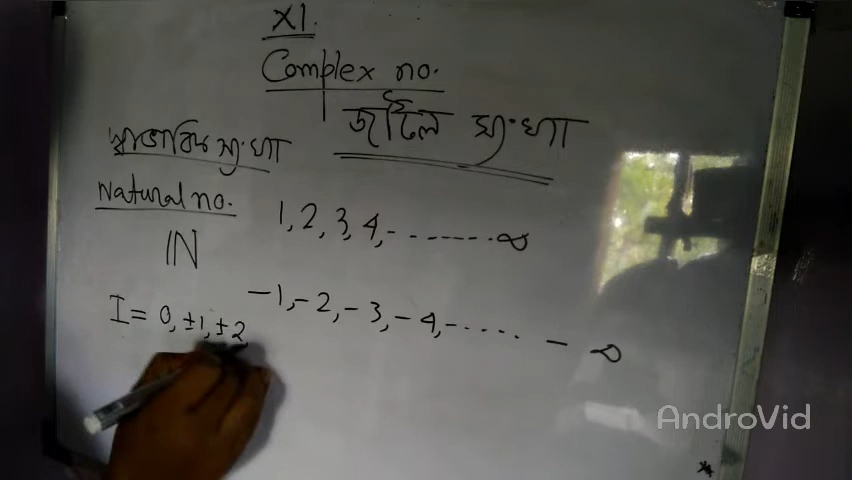 XI.
Complex no.
জটিল সংখ্যা
স্বাভাবিক সংখ্যা
Natural no.
1, 2, 3, 4, - ------- ∞
IN
-1, -2, -3, -4, -.... - ∞
I = 0, ±1, ±2,
AndroVid